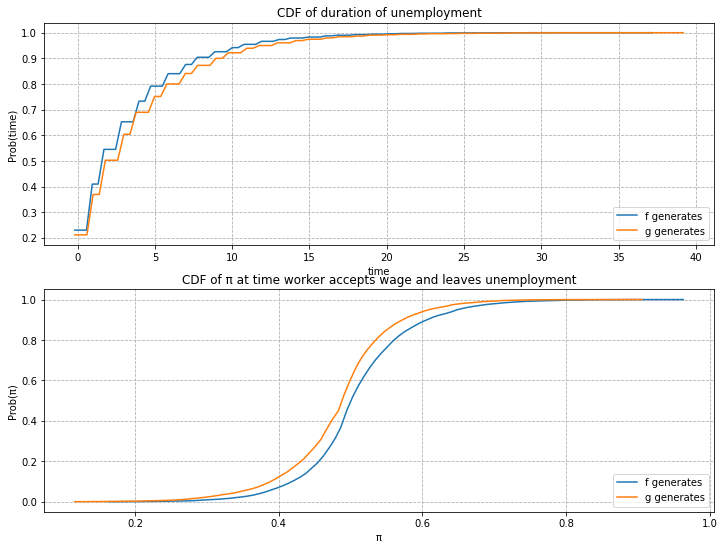 CDF of duration of unemployment
1.0
0.9
0.8
0.7
0.6
0.5
0.4
0.3
0.2
Prob(time)
f generates
g generates
0 5 10 15 20 25 30 35 40
time
CDF of π at time worker accepts wage and leaves unemployment
1.0
0.8
0.6
0.4
0.2
0.0
Prob(π)
f generates
g generates
0.2 0.4 0.6 0.8 1.0
π